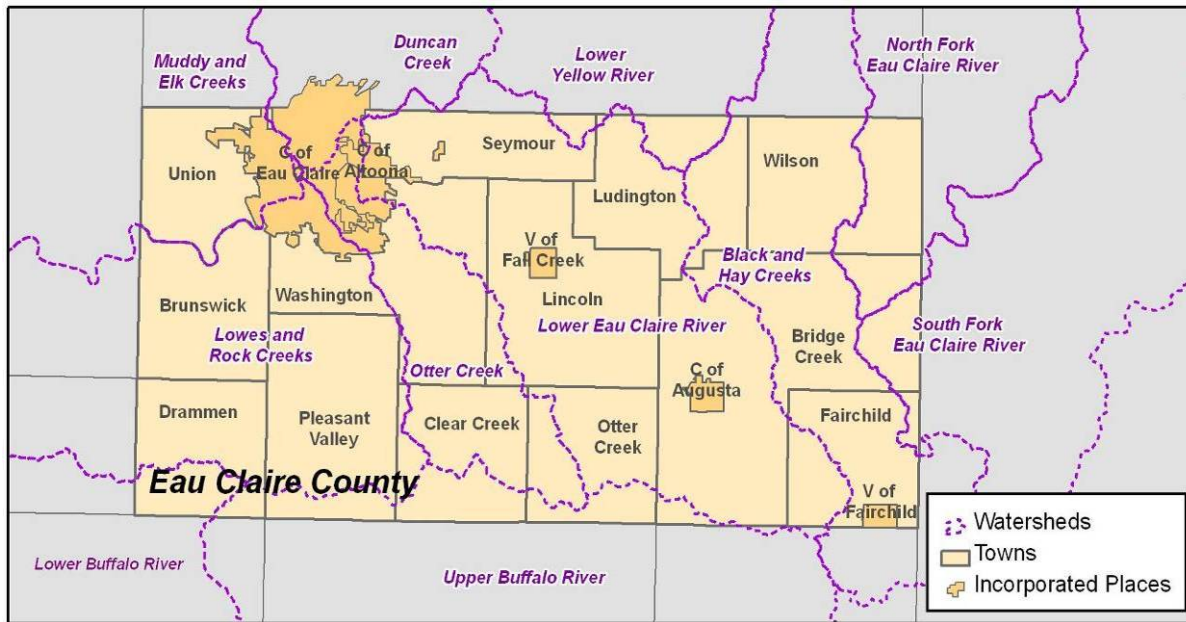 Muddy and
Elk Creeks
Duncan
Creek
Lower
Yellow River
North Fork
Eau Claire River
Union
C of
Eau Claire
C of
Altoona
Seymour
Ludington
Wilson
V of
Fall Creek
Black and
Hay Creeks
Brunswick
Washington
Lincoln
Lowes and
Rock Creeks
Lower Eau Claire River
Bridge
Creek
South Fork
Eau Claire River
Otter Creek
C of
Augusta
Drammen
Pleasant
Valley
Clear Creek
Otter
Creek
Fairchild
Eau Claire County
V of
Fairchild
Lower Buffalo River
Upper Buffalo River
Watersheds
Towns
Incorporated Places